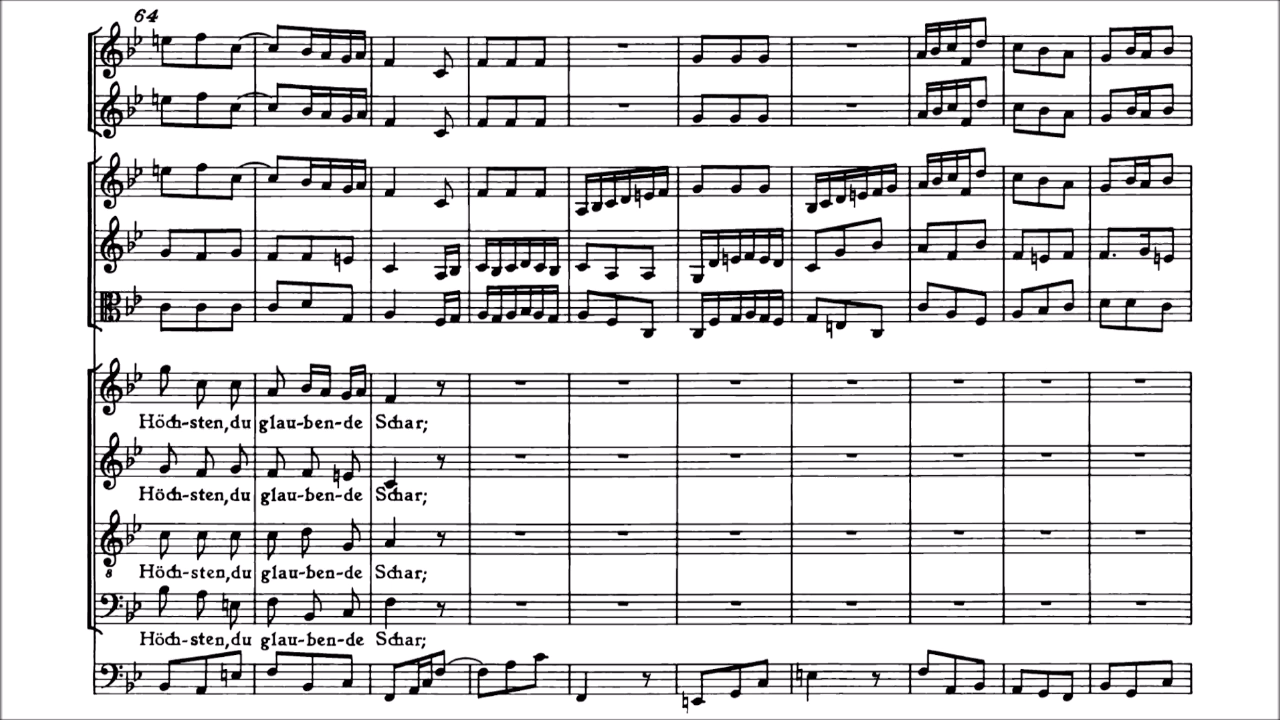 64
Höch-sten, du glau-ben-de Schar;
Höch-sten, du glau-ben-de Schar;
8
Höch-sten, du glau-ben-de Schar;
Höch-sten, du glau-ben-de Schar;